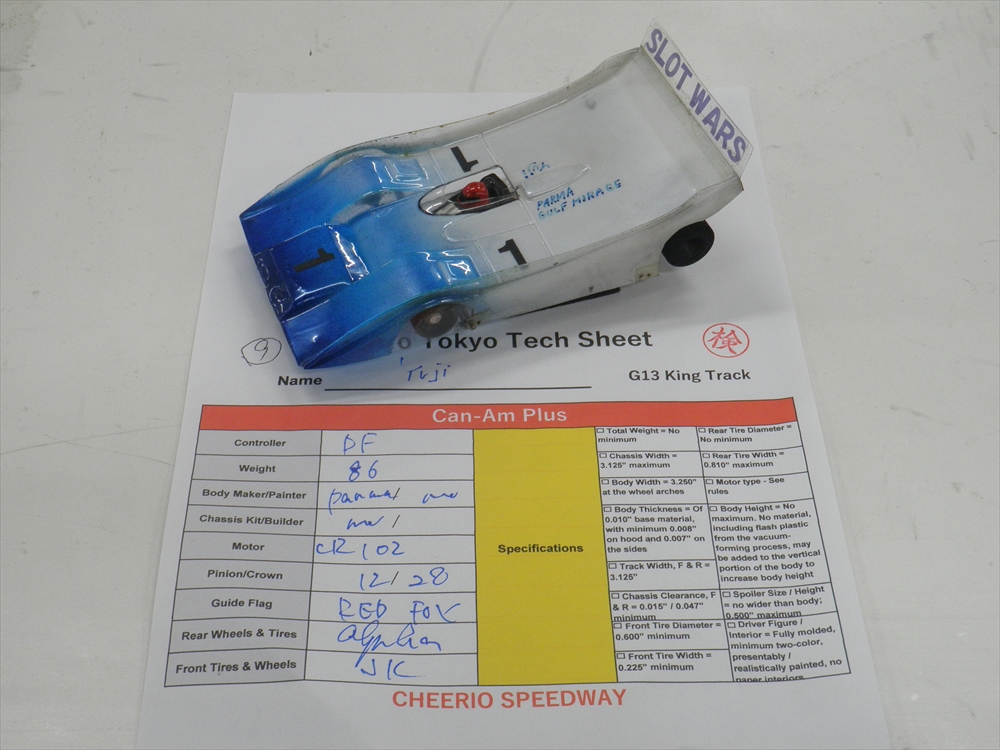 SLOT WARS
1
1
1
PARMA
GULF MIRAGE
Tokyo Tech Sheet
検
9
Name
G13 King Track
Can-Am Plus
Controller DF
Weight 86
Body Maker/Painter parma/ me
Chassis Kit/Builder me/
Motor CR102
Pinion/Crown 12/28
Guide Flag RED FOX
Rear Wheels & Tires
Front Tires & Wheels JK
Specifications
☐ Total Weight = No
minimum
☐ Chassis Width =
3.125" maximum
☐ Body Width = 3.250"
at the wheel arches
☐ Body Thickness = Of
0.010" base material,
with minimum 0.008"
on hood and 0.007" on
the sides
☐ Track Width, F & R =
3.125"
☐ Chassis Clearance, F
& R = 0.015" / 0.047"
minimum
☐ Front Tire Diameter =
0.600" minimum
☐ Front Tire Width =
0.225" minimum
☐ Rear Tire Diameter =
No minimum
☐ Rear Tire Width =
0.810" maximum
☐ Motor type - See
rules
☐ Body Height = No
maximum. No material,
including flash plastic
from the vacuum-
forming process, may
be added to the vertical
portion of the body to
increase body height
☐ Spoiler Size / Height
= no wider than body;
0.500" maximum
☐ Driver Figure /
Interior = Fully molded,
minimum two-color,
presentably /
realistically painted, no
paper interiors
CHEERIO SPEEDWAY